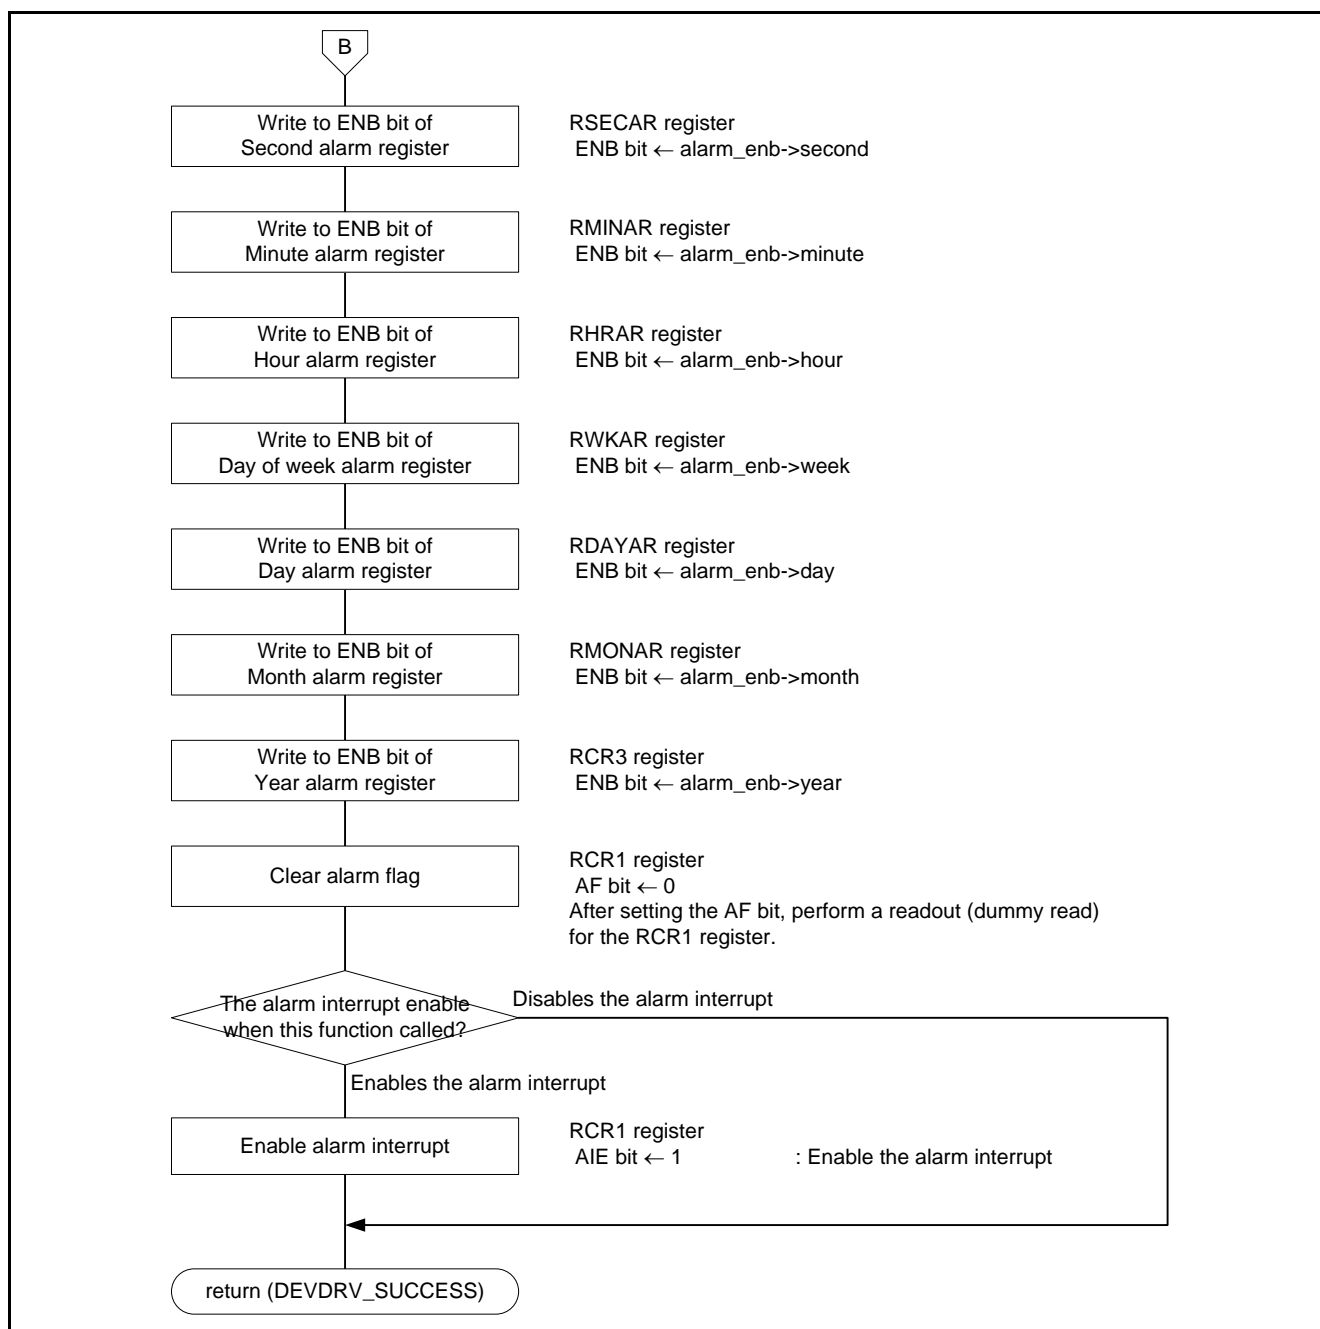 B
Write to ENB bit of
Second alarm register
RSECAR register
ENB bit ← alarm_enb->second
Write to ENB bit of
Minute alarm register
RMINAR register
ENB bit ← alarm_enb->minute
Write to ENB bit of
Hour alarm register
RHRAR register
ENB bit ← alarm_enb->hour
Write to ENB bit of
Day of week alarm register
RWKAR register
ENB bit ← alarm_enb->week
Write to ENB bit of
Day alarm register
RDAYAR register
ENB bit ← alarm_enb->day
Write to ENB bit of
Month alarm register
RMONAR register
ENB bit ← alarm_enb->month
Write to ENB bit of
Year alarm register
RCR3 register
ENB bit ← alarm_enb->year
Clear alarm flag
RCR1 register
AF bit ← 0
After setting the AF bit, perform a readout (dummy read)
for the RCR1 register.
The alarm interrupt enable
when this function called?
Disables the alarm interrupt
Enables the alarm interrupt
Enable alarm interrupt
RCR1 register
AIE bit ← 1 : Enable the alarm interrupt
return (DEVDRV_SUCCESS)